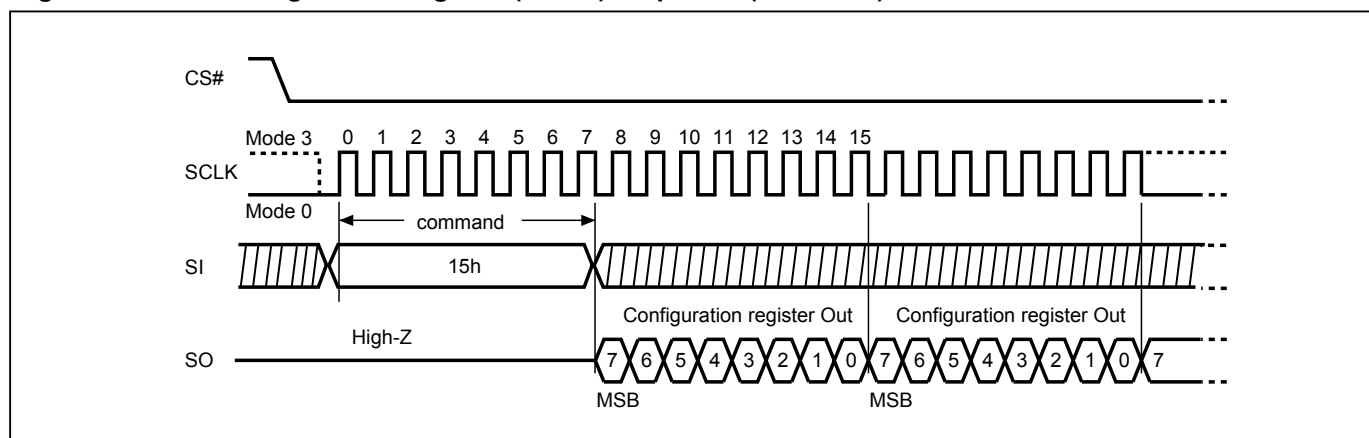 CS#
Mode 3 0 1 2 3 4 5 6 7 8 9 10 11 12 13 14 15
SCLK
Mode 0
command
SI 15h
Configuration register Out Configuration register Out
High-Z
SO 7 6 5 4 3 2 1 0 7 6 5 4 3 2 1 0 7
MSB MSB